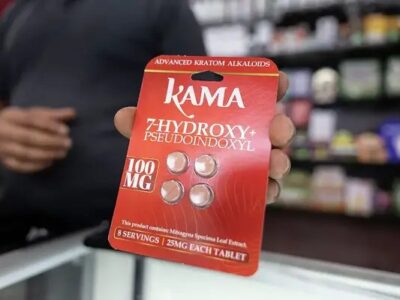 ADVANCED KRATOM ALKALOIDS
KAMA
7-HYDROXY+
PSEUDOINDOXYL
100
MG
This product contains: Mitragyna Speciosa Leaf Extract
8 SERVINGS | 25MG EACH TABLET